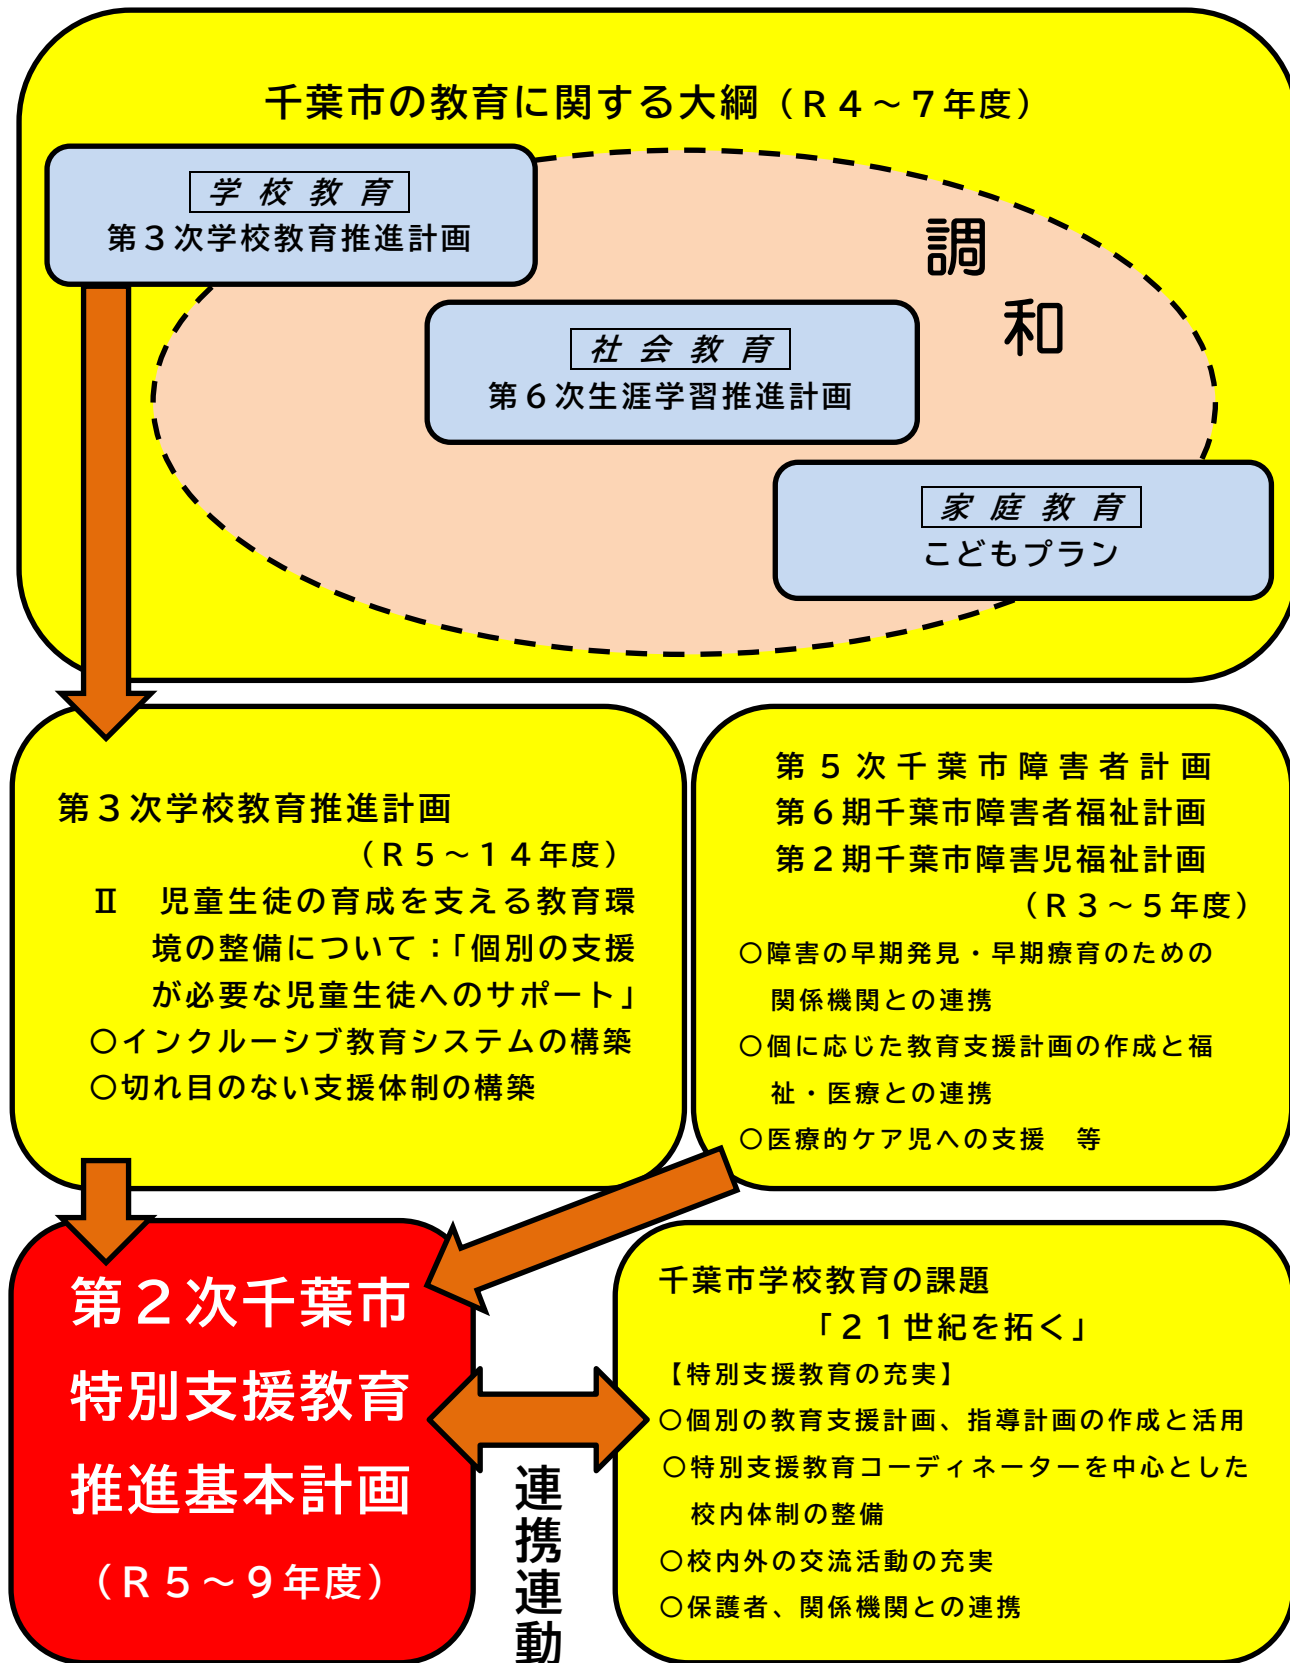 千葉市の教育に関する大綱（Ｒ４～７年度）
学校教育
第３次学校教育推進計画
調和
社会教育
第６次生涯学習推進計画
家庭教育
こどもプラン
第３次学校教育推進計画
（Ｒ５～１４年度）
Ⅱ　児童生徒の育成を支える教育環
境の整備について：「個別の支援
が必要な児童生徒へのサポート」
○インクルーシブ教育システムの構築
○切れ目のない支援体制の構築
第５次千葉市障害者計画
第６期千葉市障害者福祉計画
第２期千葉市障害児福祉計画
（Ｒ３～５年度）
○障害の早期発見・早期療育のための
関係機関との連携
○個に応じた教育支援計画の作成と福
祉・医療との連携
○医療的ケア児への支援　等
第２次千葉市
特別支援教育
推進基本計画
（Ｒ５～９年度）
連携連動
千葉市学校教育の課題
「２１世紀を拓く」
【特別支援教育の充実】
○個別の教育支援計画、指導計画の作成と活用
○特別支援教育コーディネーターを中心とした
校内体制の整備
○校内外の交流活動の充実
○保護者、関係機関との連携